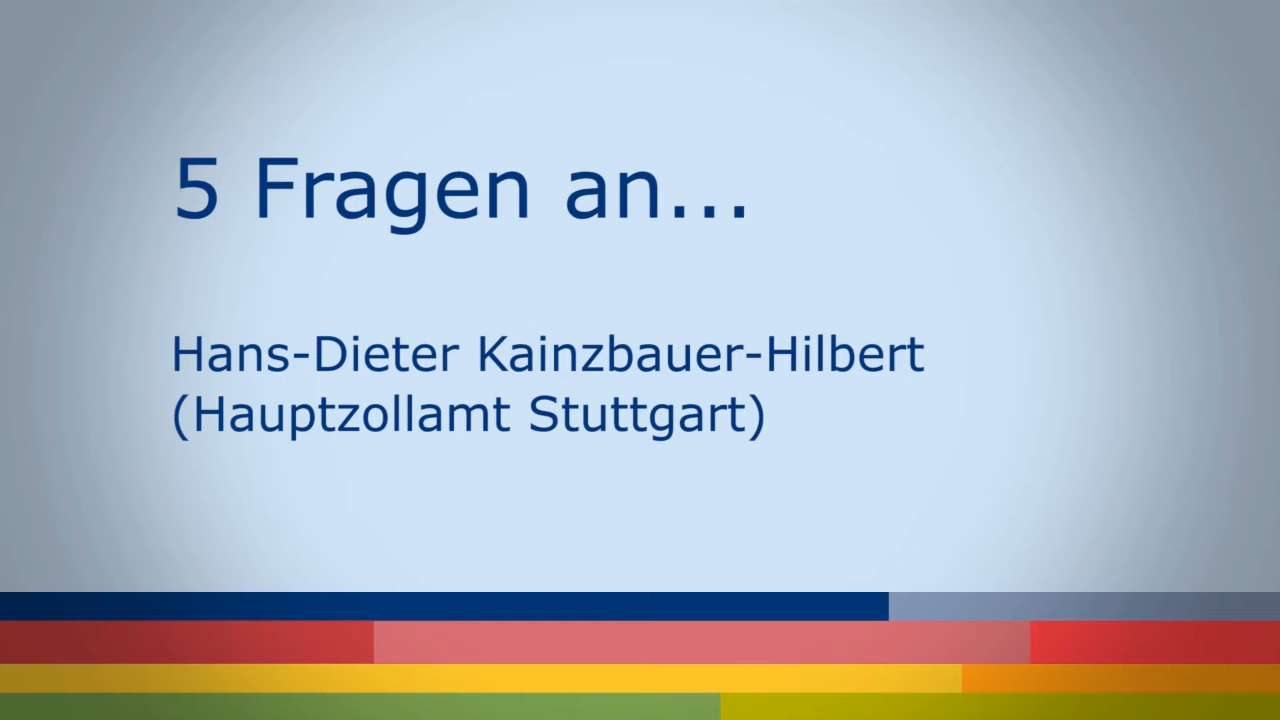 5 Fragen an...
Hans-Dieter Kainzbauer-Hilbert
(Hauptzollamt Stuttgart)